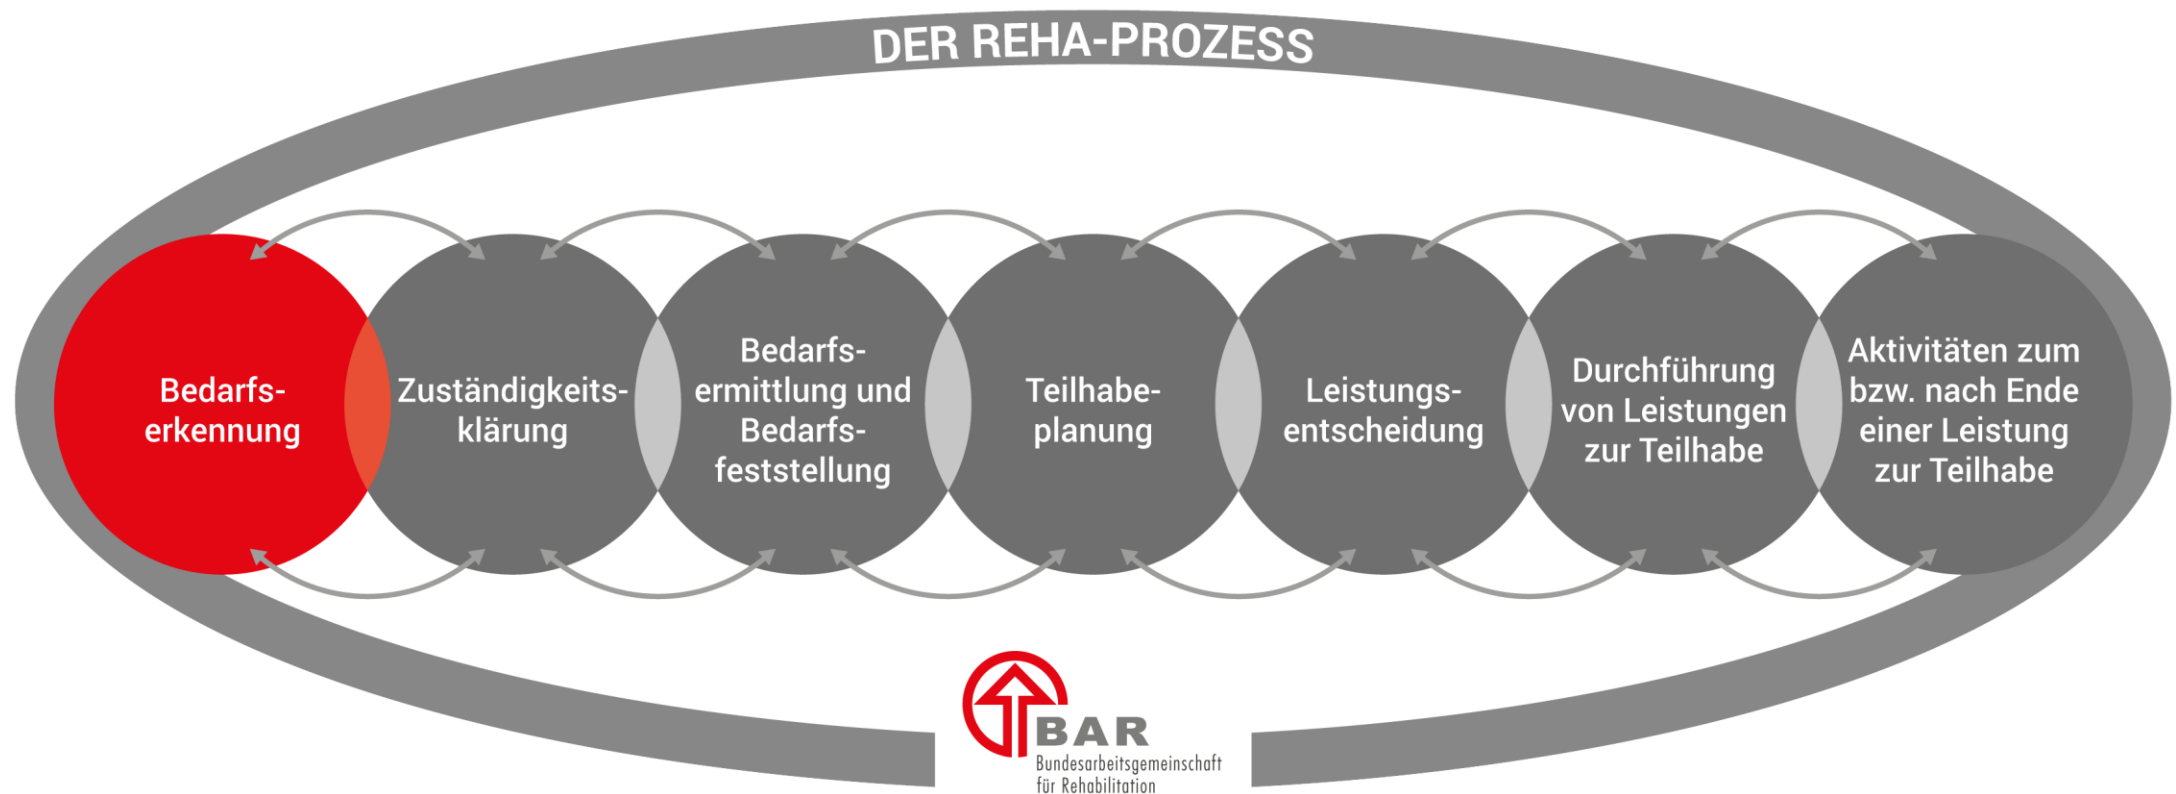 DER REHA-PROZESS
Bedarfs-
erkennung
Zuständigkeits-
klärung
Bedarfs-
ermittlung und
Bedarfs-
feststellung
Teilhabe-
planung
Leistungs-
entscheidung
Durchführung
von Leistungen
zur Teilhabe
Aktivitäten zum
bzw. nach Ende
einer Leistung
zur Teilhabe
BAR
Bundesarbeitsgemeinschaft
für Rehabilitation